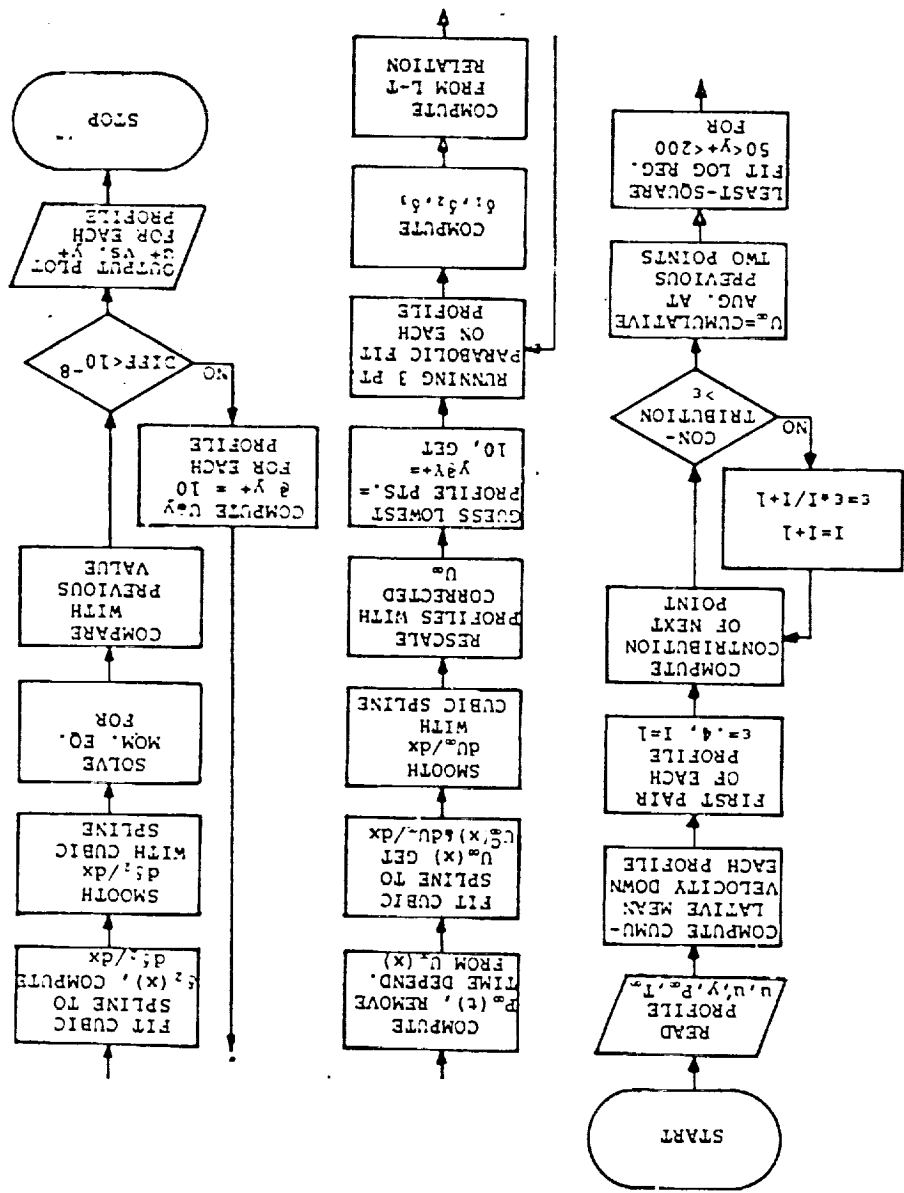 START
READ
PROFILE
u,u',y,P∞,T∞
COMPUTE CUMU-
LATIVE MEAN
VELOCITY DOWN
EACH PROFILE
FIRST PAIR
OF EACH
PROFILE
ε=.4, I=1
COMPUTE
CONTRIBUTION
OF NEXT
POINT
I=I+1
ε=ε*I/I+1
CON-
TRIBUTION
>ε
NO
U∞=CUMULATIVE
AUG. AT
PREVIOUS
TWO POINTS
LEAST-SQUARE
FIT LOG REG.
50<y+<200
FOR
COMPUTE
P∞(t), REMOVE
TIME DEPEND.
FROM U∞(x)
FIT CUBIC
SPLINE TO
U∞(x) GET
U∞(x)&dU∞/dx
SMOOTH
dU∞/dx
WITH
CUBIC SPLINE
RESCALE
PROFILES WITH
CORRECTED
U∞
GUESS LOWEST
PROFILE PTS.=
y@y+=
10, GET
RUNNING 3 PT
PARABOLIC FIT
ON EACH
PROFILE
COMPUTE
δ1,δ2,δ3
COMPUTE
FROM L-T
RELATION
FIT CUBIC
SPLINE TO
δ2(x), COMPUTE
dδ2/dx
SMOOTH
dδ2/dx
WITH CUBIC
SPLINE
SOLVE
MOM. EQ.
FOR
COMPARE
WITH
PREVIOUS
VALUE
COMPUTE U@y
@ y+ = 10
FOR EACH
PROFILE
DIFF<10-8
NO
OUTPUT PLOT
u+ vs. y+
FOR EACH
PROFILE
STOP